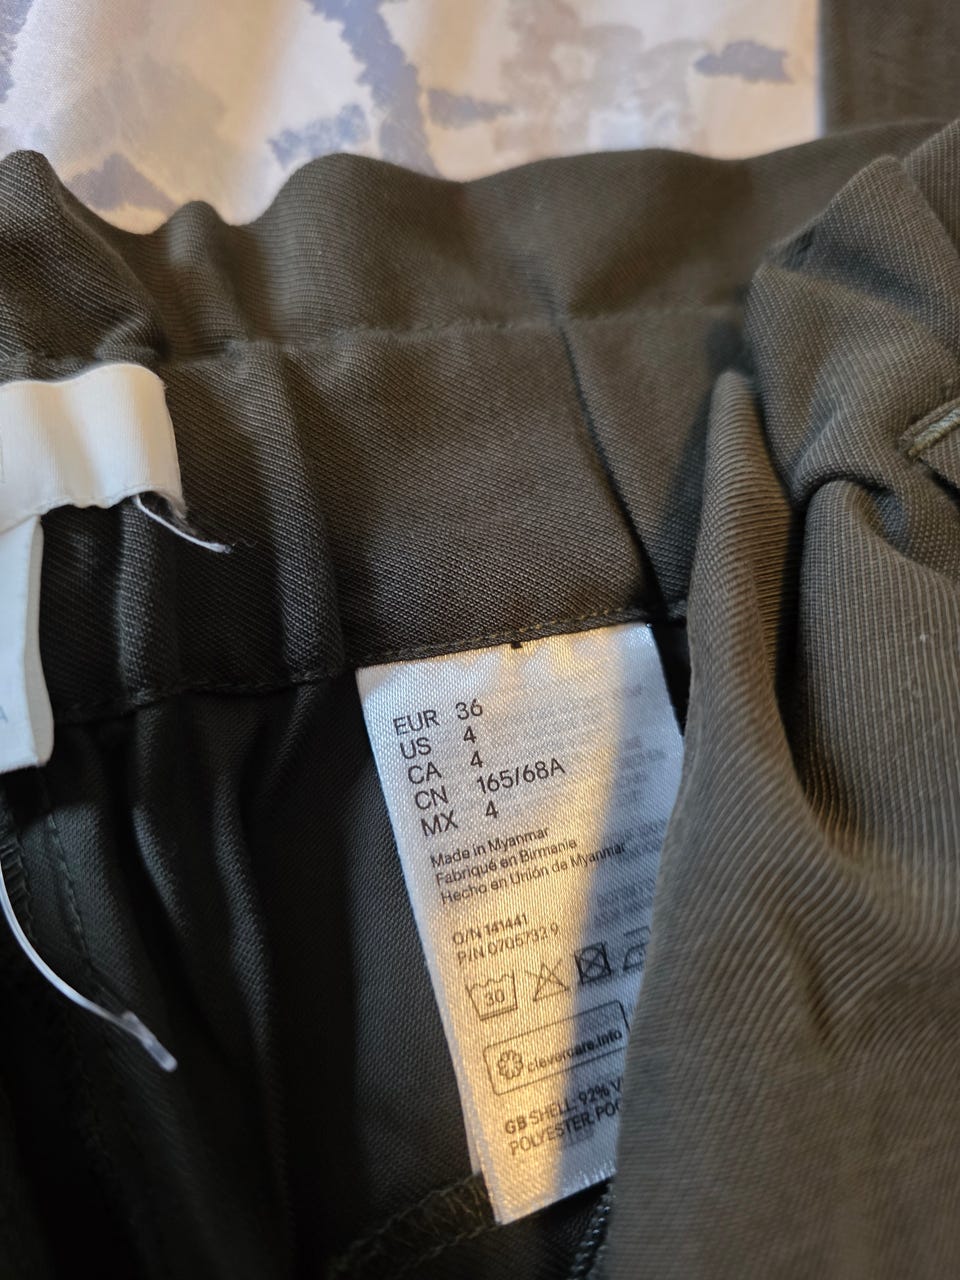 EUR 36
US 4
CA 4
CN 165/68A
MX 4
Made in Myanmar
Fabriqué en Birmanie
Hecho en Unión de Myanmar
O/N 141441
P/N 0705733 9
30
clevercare.info
GB SHELL: 92%
POLYESTER.
A